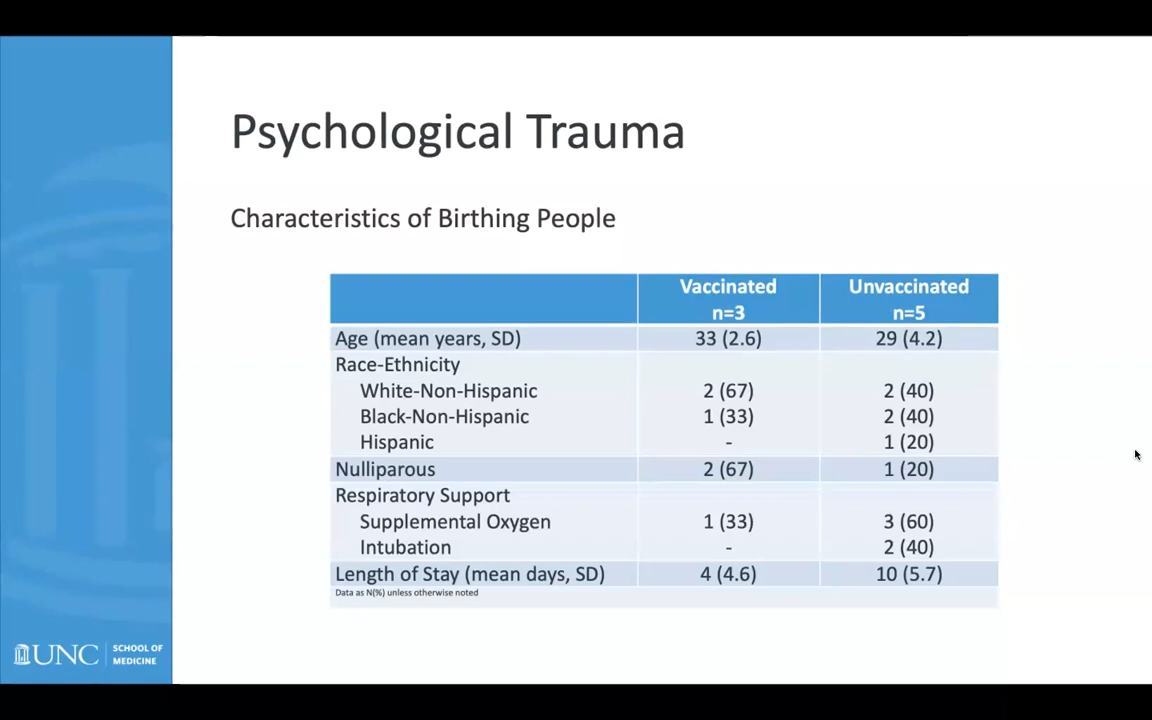 Psychological Trauma
Characteristics of Birthing People
Vaccinated Unvaccinated
n=3 n=5
Age (mean years, SD) 33 (2.6) 29 (4.2)
Race-Ethnicity
White-Non-Hispanic 2 (67) 2 (40)
Black-Non-Hispanic 1 (33) 2 (40)
Hispanic - 1 (20)
Nulliparous 2 (67) 1 (20)
Respiratory Support
Supplemental Oxygen 1 (33) 3 (60)
Intubation - 2 (40)
Length of Stay (mean days, SD) 4 (4.6) 10 (5.7)
Data as N(%) unless otherwise noted
UNC SCHOOL OF
MEDICINE